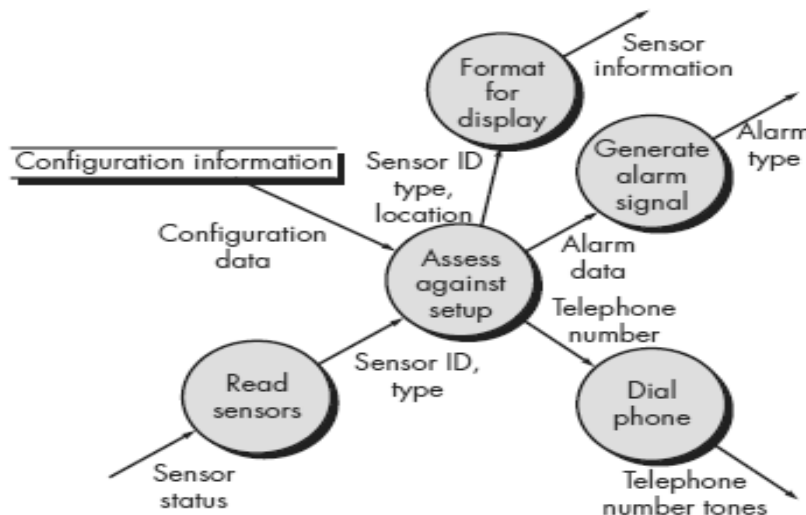 Format
for
display
Sensor
information
Configuration information
Sensor ID
type,
location
Generate
alarm
signal
Alarm
type
Configuration
data
Assess
against
setup
Alarm
data
Telephone
number
Read
sensors
Sensor ID,
type
Dial
phone
Sensor
status
Telephone
number tones